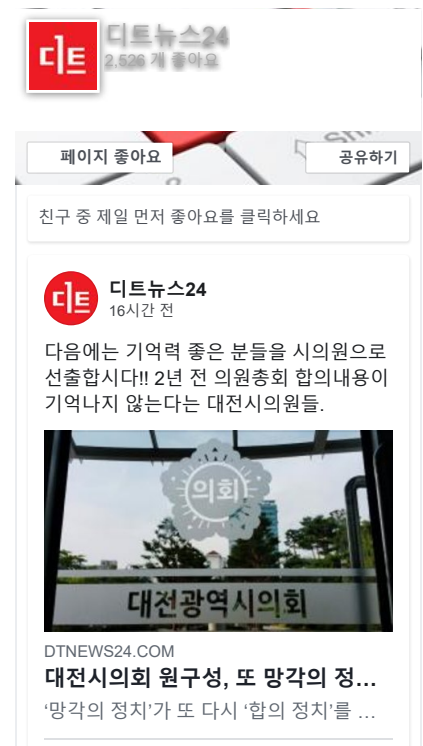 디트
디트뉴스24
2,526 개 좋아요
페이지 좋아요
공유하기
친구 중 제일 먼저 좋아요를 클릭하세요
디트
디트뉴스24
16시간 전
다음에는 기억력 좋은 분들을 시의원으로
선출합시다!! 2년 전 의원총회 합의내용이
기억나지 않는다는 대전시의원들.
의회
대전광역시의회
DTNEWS24.COM
대전시의회 원구성, 또 망각의 정…
‘망각의 정치’가 또 다시 ‘합의 정치’를 …